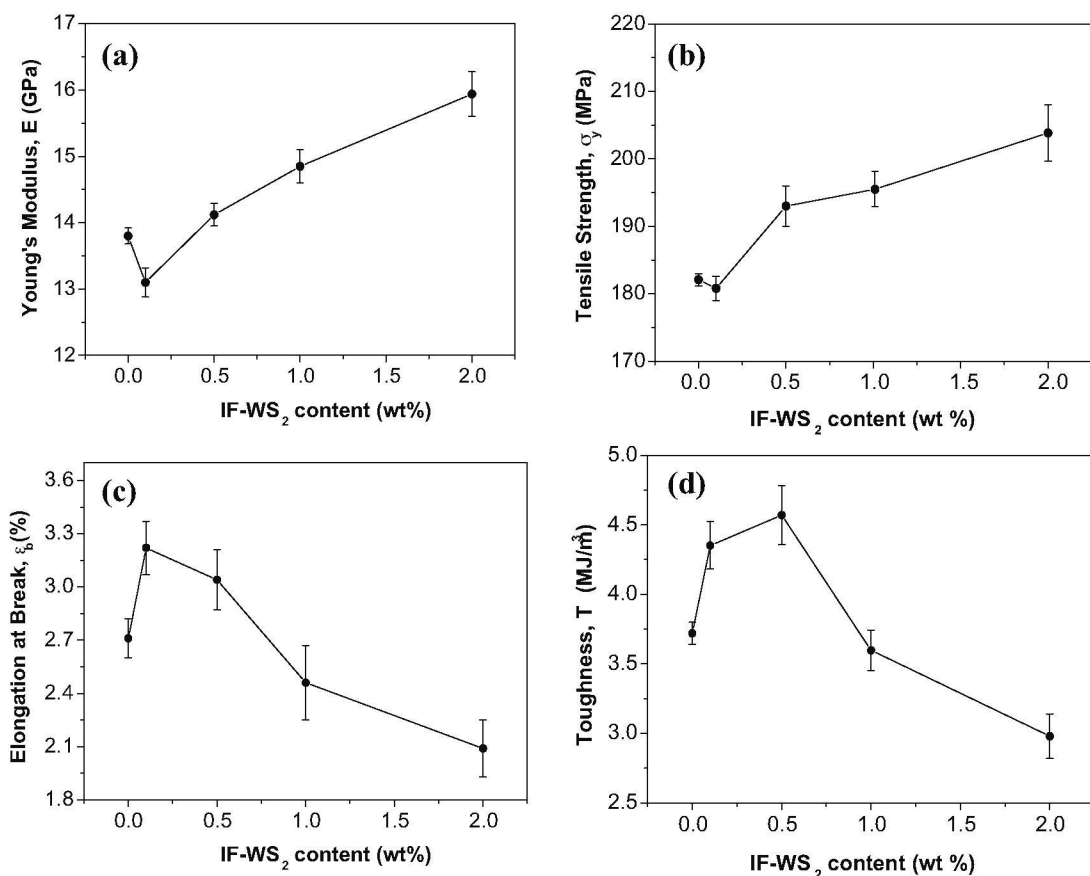 (a)
Young's Modulus, E (GPa)
17
16
15
14
13
12
0.0 0.5 1.0 1.5 2.0
IF-WS2 content (wt%)
(b)
Tensile Strength, σy (MPa)
220
210
200
190
180
170
0.0 0.5 1.0 1.5 2.0
IF-WS2 content (wt %)
(c)
Elongation at Break, εb(%)
3.6
3.3
3.0
2.7
2.4
2.1
1.8
0.0 0.5 1.0 1.5 2.0
IF-WS2 content (wt%)
(d)
Toughness, T (MJ/m3)
5.0
4.5
4.0
3.5
3.0
2.5
0.0 0.5 1.0 1.5 2.0
IF-WS2 content (wt %)